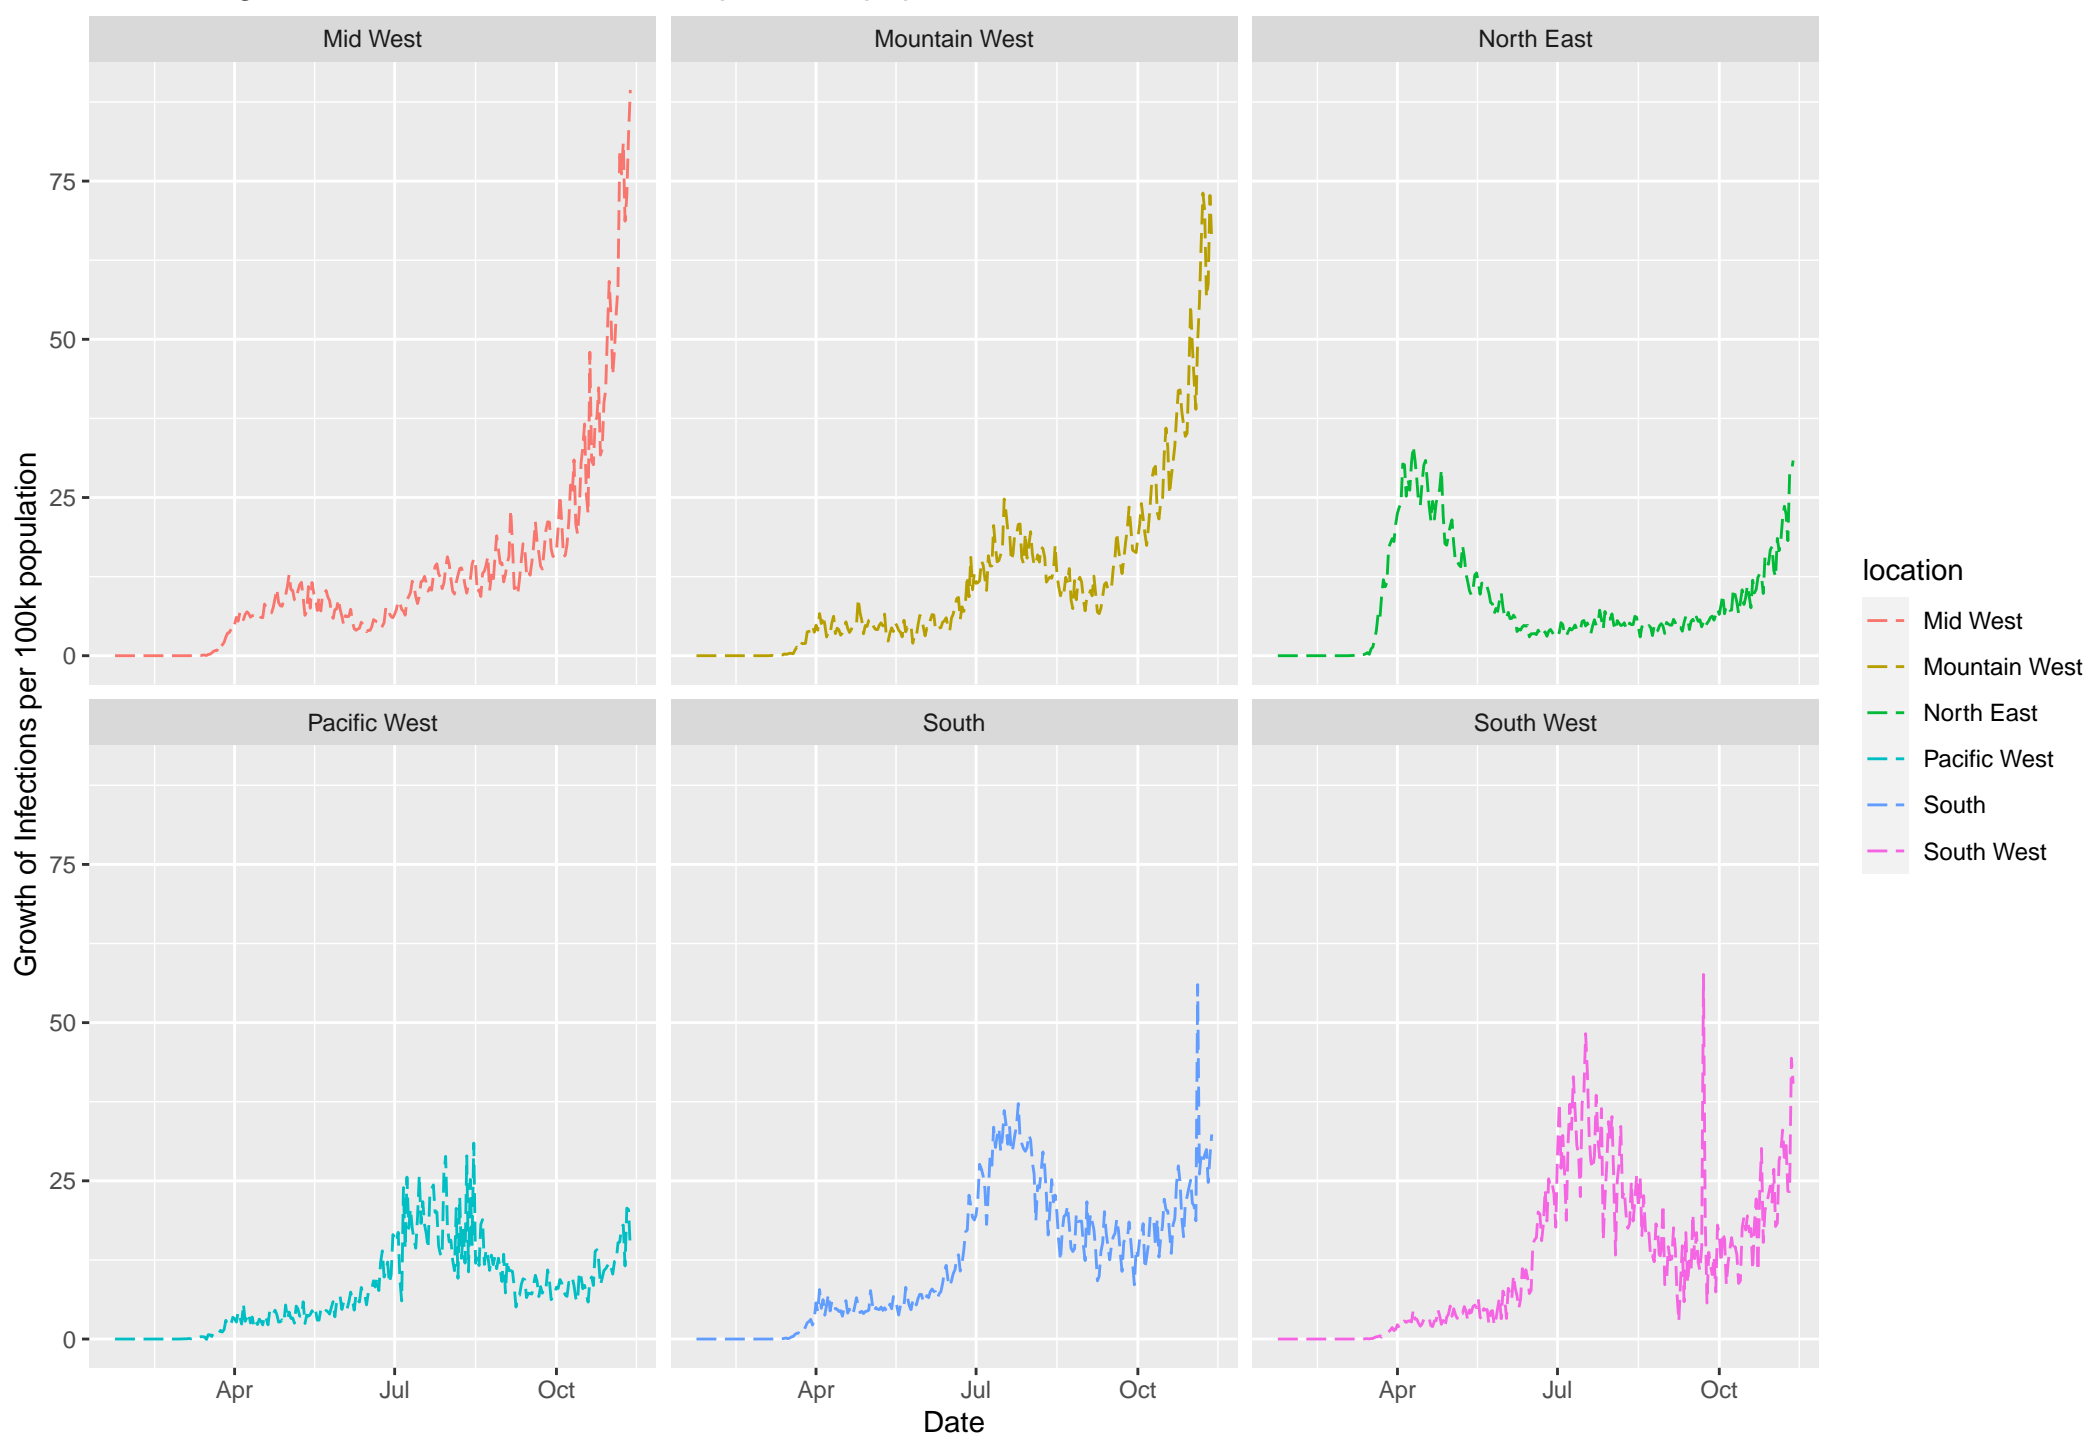 Mid West
Mountain West
North East
75
50
25
0
Pacific West
South
South West
75
50
25
0
Apr
Jul
Oct
Apr
Jul
Oct
Apr
Jul
Oct
Date
Growth of Infections per 100k population
location
Mid West
Mountain West
North East
Pacific West
South
South West